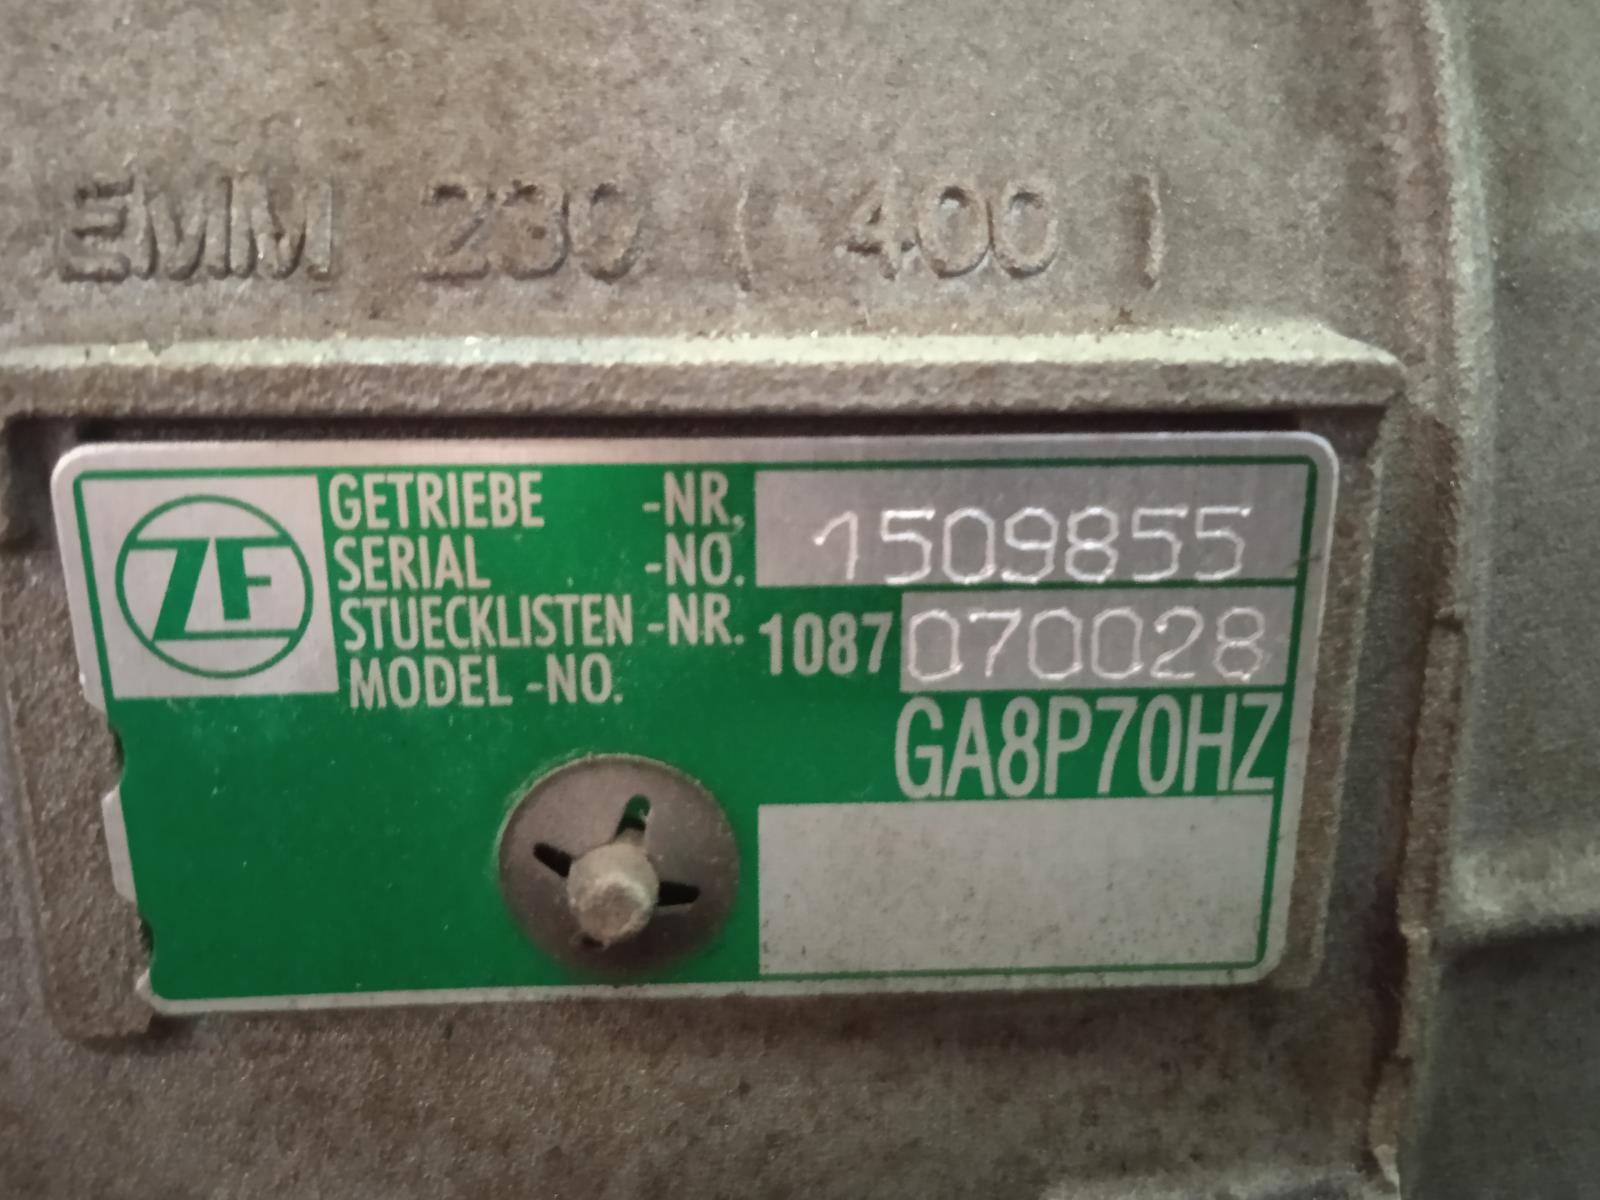 EMM 230 ( 400 )
ZF
GETRIEBE -NR.
SERIAL -NO. 1509855
STUECKLISTEN -NR. 1087 070028
MODEL -NO.
GA8P70HZ